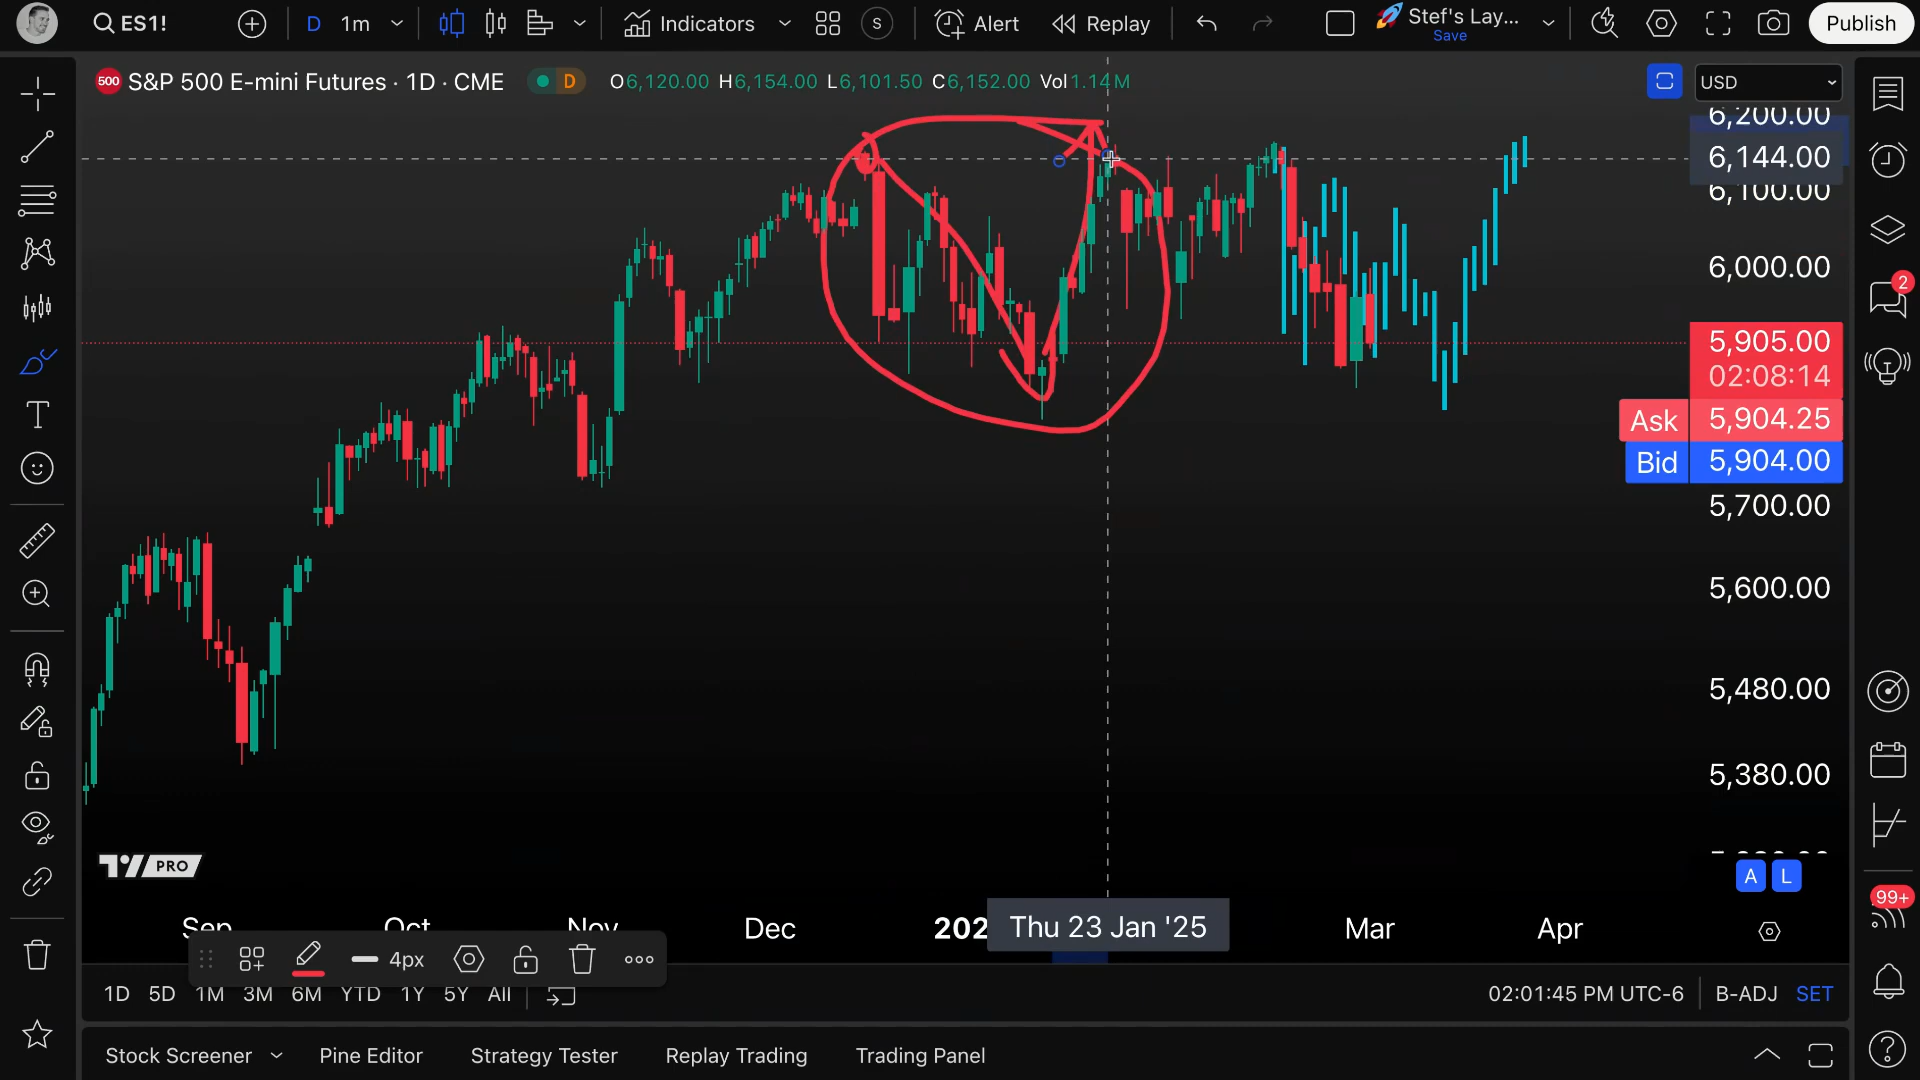 ES1!
D
1m
Indicators
S
Alert
Replay
Stef's Lay...
Save
Publish
500
S&P 500 E-mini Futures · 1D · CME
D
O6,120.00 H6,154.00 L6,101.50 C6,152.00 Vol1.14M
USD
6,200.00
6,144.00
6,100.00
6,000.00
2
5,905.00
02:08:14
Ask 5,904.25
Bid 5,904.00
5,700.00
5,600.00
5,480.00
5,380.00
PRO
A L
99+
Sep Oct Nov Dec 202 Thu 23 Jan '25 Mar Apr
4px
1D 5D 1M 3M 6M YTD 1Y 5Y All
02:01:45 PM UTC-6
B-ADJ SET
Stock Screener Pine Editor Strategy Tester Replay Trading Trading Panel